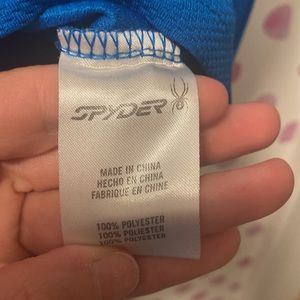 SPYDER
MADE IN CHINA
HECHO EN CHINA
FABRIQUE EN CHINE
100% POLYESTER
100% POLIESTER
100% POLYESTER